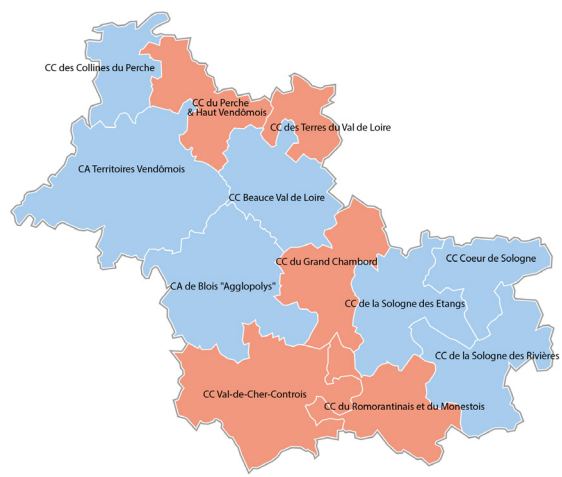 CC des Collines du Perche
CC du Perche
& Haut Vendômois
CC des Terres du Val de Loire
CA Territoires Vendômois
CC Beauce Val de Loire
CC du Grand Chambord
CC Coeur de Sologne
CA de Blois "Agglopolys"
CC de la Sologne des Etangs
CC de la Sologne des Rivières
CC Val-de-Cher-Controis
CC du Romorantinais et du Monestois